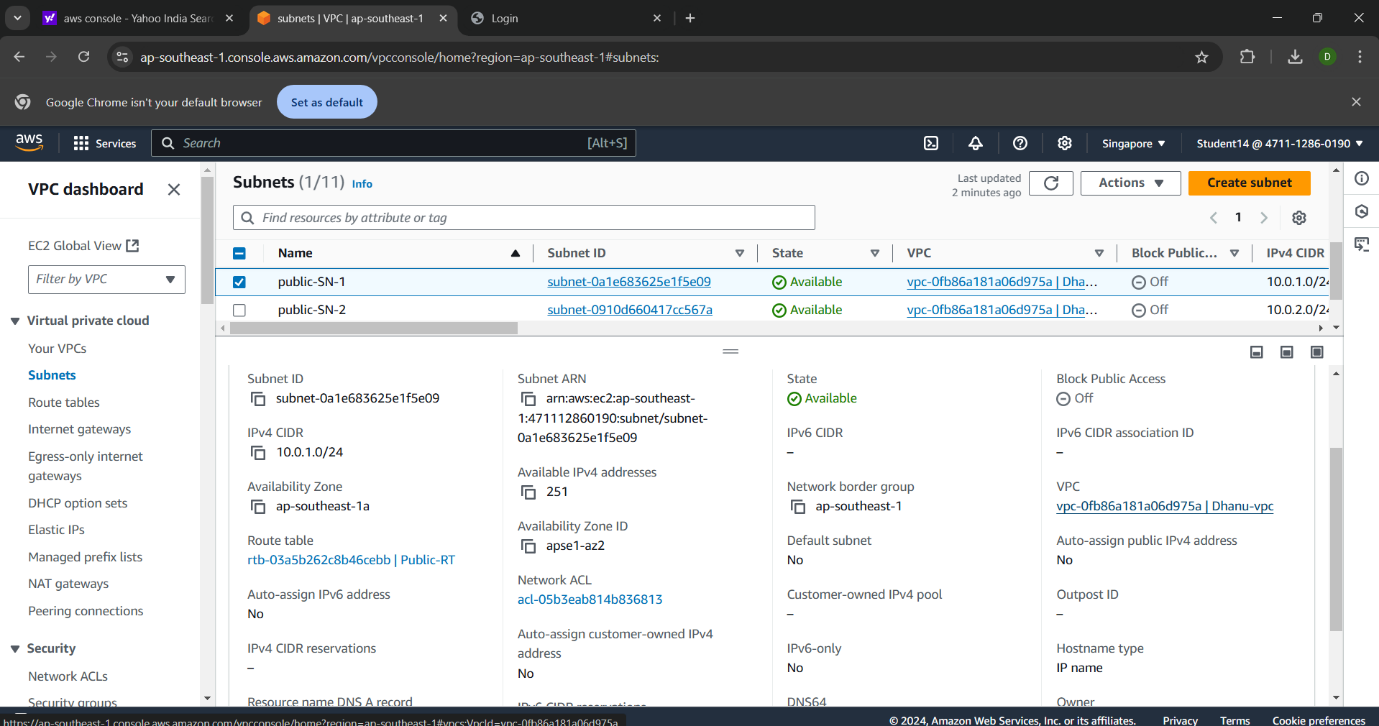 aws console - Yahoo India Sear
subnets | VPC | ap-southeast-1
Login
ap-southeast-1.console.aws.amazon.com/vpcconsole/home?region=ap-southeast-1#subnets:
D
Google Chrome isn't your default browser
Set as default
aws
Services
Search
[Alt+S]
Singapore
Student14 @ 4711-1286-0190
VPC dashboard
EC2 Global View
Filter by VPC
Virtual private cloud
Your VPCs
Subnets
Route tables
Internet gateways
Egress-only internet
gateways
DHCP option sets
Elastic IPs
Managed prefix lists
NAT gateways
Peering connections
Security
Network ACLs
Security groups
Subnets (1/11) Info
Last updated
2 minutes ago
Actions
Create subnet
Find resources by attribute or tag
1
Name Subnet ID State VPC Block Public... IPv4 CIDR
public-SN-1 subnet-0a1e683625e1f5e09 Available vpc-0fb86a181a06d975a | Dha... Off 10.0.1.0/24
public-SN-2 subnet-0910d660417cc567a Available vpc-0fb86a181a06d975a | Dha... Off 10.0.2.0/24
Subnet ID
subnet-0a1e683625e1f5e09
IPv4 CIDR
10.0.1.0/24
Availability Zone
ap-southeast-1a
Route table
rtb-03a5b262c8b46cebb | Public-RT
Auto-assign IPv6 address
No
IPv4 CIDR reservations
–
Resource name DNS A record
Subnet ARN
arn:aws:ec2:ap-southeast-
1:471112860190:subnet/subnet-
0a1e683625e1f5e09
Available IPv4 addresses
251
Availability Zone ID
apse1-az2
Network ACL
acl-05b3eab814b836813
Auto-assign customer-owned IPv4
address
No
IPv6 CIDR reservations
State
Available
IPv6 CIDR
–
Network border group
ap-southeast-1
Default subnet
No
Customer-owned IPv4 pool
–
IPv6-only
No
DNS64
Block Public Access
Off
IPv6 CIDR association ID
–
VPC
vpc-0fb86a181a06d975a | Dhanu-vpc
Auto-assign public IPv4 address
No
Outpost ID
–
Hostname type
IP name
Owner
https://ap-southeast-1.console.aws.amazon.com/vpcconsole/home?region=ap-southeast-1#vpcs:VpcId=vpc-0fb86a181a06d975a
© 2024, Amazon Web Services, Inc. or its affiliates.
Privacy
Terms
Cookie preferences